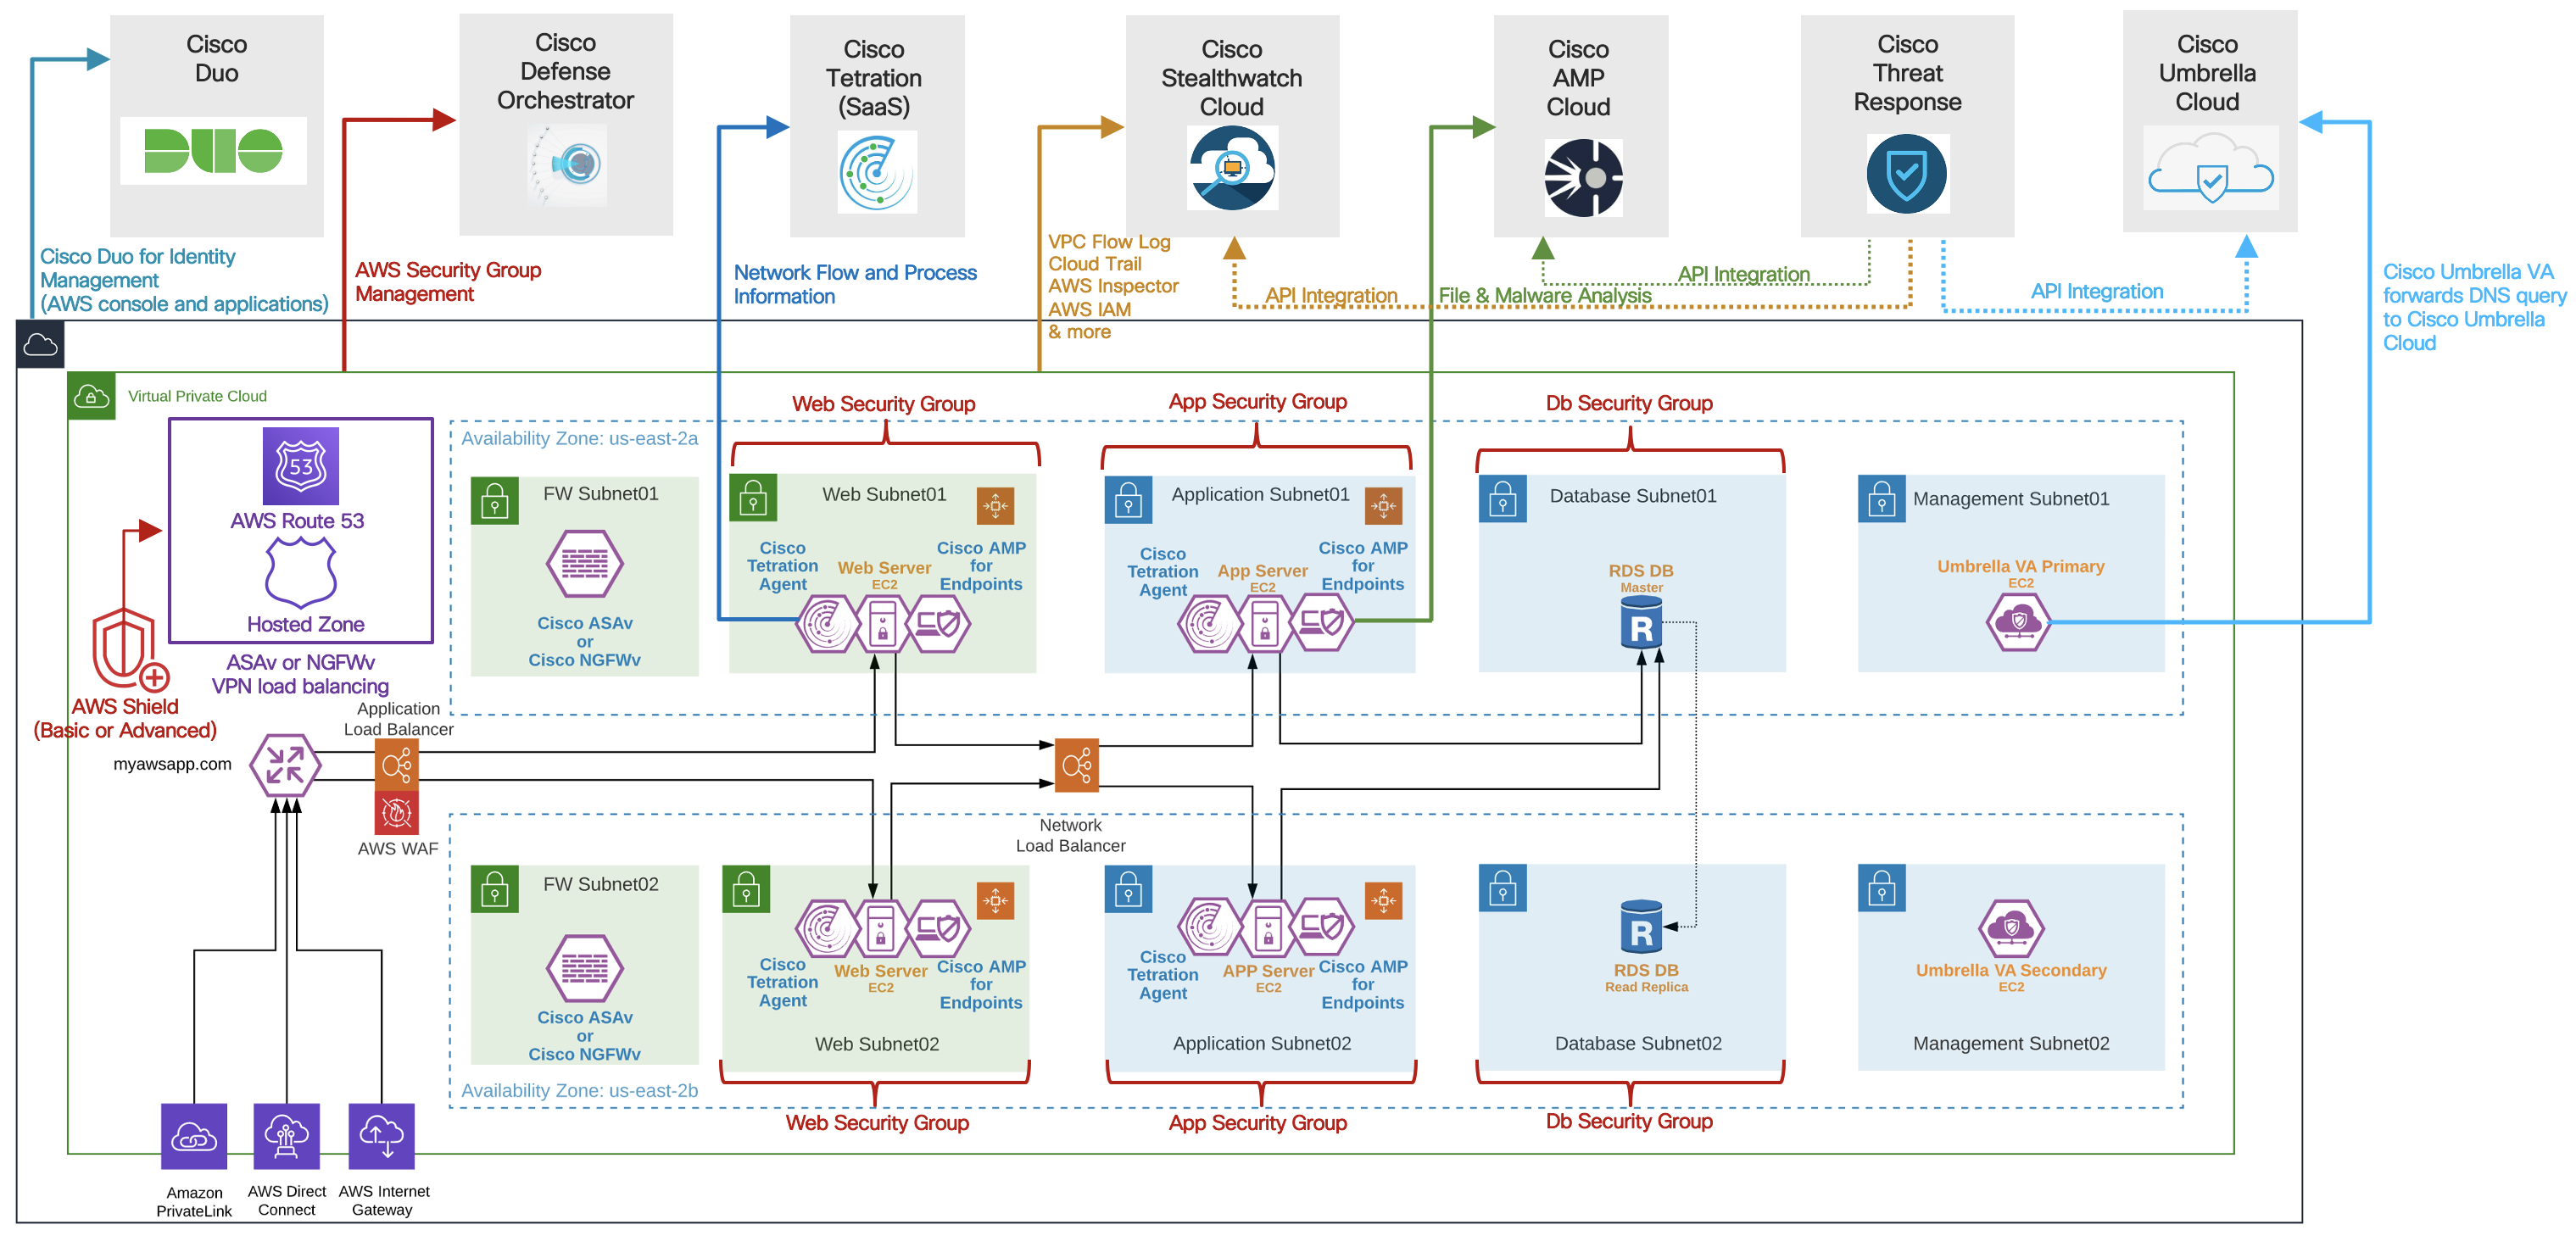 Cisco
Duo
DUO
Cisco
Defense
Orchestrator
Cisco
Tetration
(SaaS)
Cisco
Stealthwatch
Cloud
Cisco
AMP
Cloud
Cisco
Threat
Response
Cisco
Umbrella
Cloud
Cisco Duo for Identity
Management
(AWS console and applications)
AWS Security Group
Management
Network Flow and Process
Information
VPC Flow Log
Cloud Trail
AWS Inspector
AWS IAM
& more
API Integration
File & Malware Analysis
API Integration
API Integration
Cisco Umbrella VA
forwards DNS query
to Cisco Umbrella
Cloud
Virtual Private Cloud
53
AWS Route 53
Hosted Zone
ASAv or NGFWv
VPN load balancing
AWS Shield
(Basic or Advanced)
Availability Zone: us-east-2a
Web Security Group
App Security Group
Db Security Group
FW Subnet01
Cisco ASAv
or
Cisco NGFWv
Web Subnet01
Cisco
Tetration
Agent
Web Server
EC2
Cisco AMP
for
Endpoints
Application Subnet01
Cisco
Tetration
Agent
App Server
EC2
Cisco AMP
for
Endpoints
Database Subnet01
RDS DB
Master
R
Management Subnet01
Umbrella VA Primary
EC2
Application
Load Balancer
myawsapp.com
AWS WAF
Network
Load Balancer
FW Subnet02
Cisco ASAv
or
Cisco NGFWv
Cisco
Tetration
Agent
Web Server
EC2
Cisco AMP
for
Endpoints
Web Subnet02
Cisco
Tetration
Agent
APP Server
EC2
Cisco AMP
for
Endpoints
Application Subnet02
R
RDS DB
Read Replica
Database Subnet02
Umbrella VA Secondary
EC2
Management Subnet02
Availability Zone: us-east-2b
Web Security Group
App Security Group
Db Security Group
Amazon
PrivateLink
AWS Direct
Connect
AWS Internet
Gateway